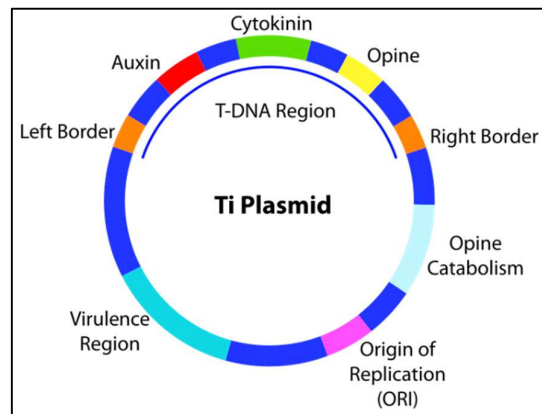 Cytokinin
Auxin
Opine
T-DNA Region
Left Border
Right Border
Ti Plasmid
Opine
Catabolism
Virulence
Region
Origin of
Replication
(ORI)